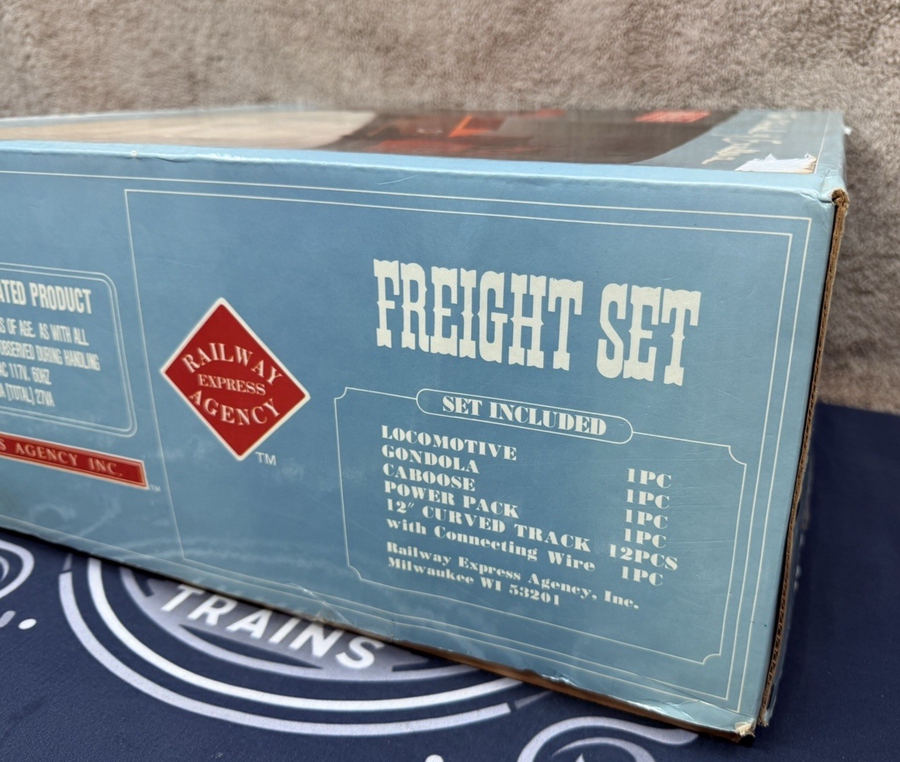 ATED PRODUCT
S OF AGE. AS WITH ALL
OBSERVED DURING HANDLING
AC 117V. 60HZ
A (TOTAL) 27VA
S AGENCY INC.
TM
RAILWAY
EXPRESS
AGENCY
TM
FREIGHT SET
SET INCLUDED
LOCOMOTIVE 1PC
GONDOLA 1PC
CABOOSE 1PC
POWER PACK 1PC
12" CURVED TRACK 12PCS
with Connecting Wire 1PC
Railway Express Agency, Inc.
Milwaukee WI 53201
TRAINS